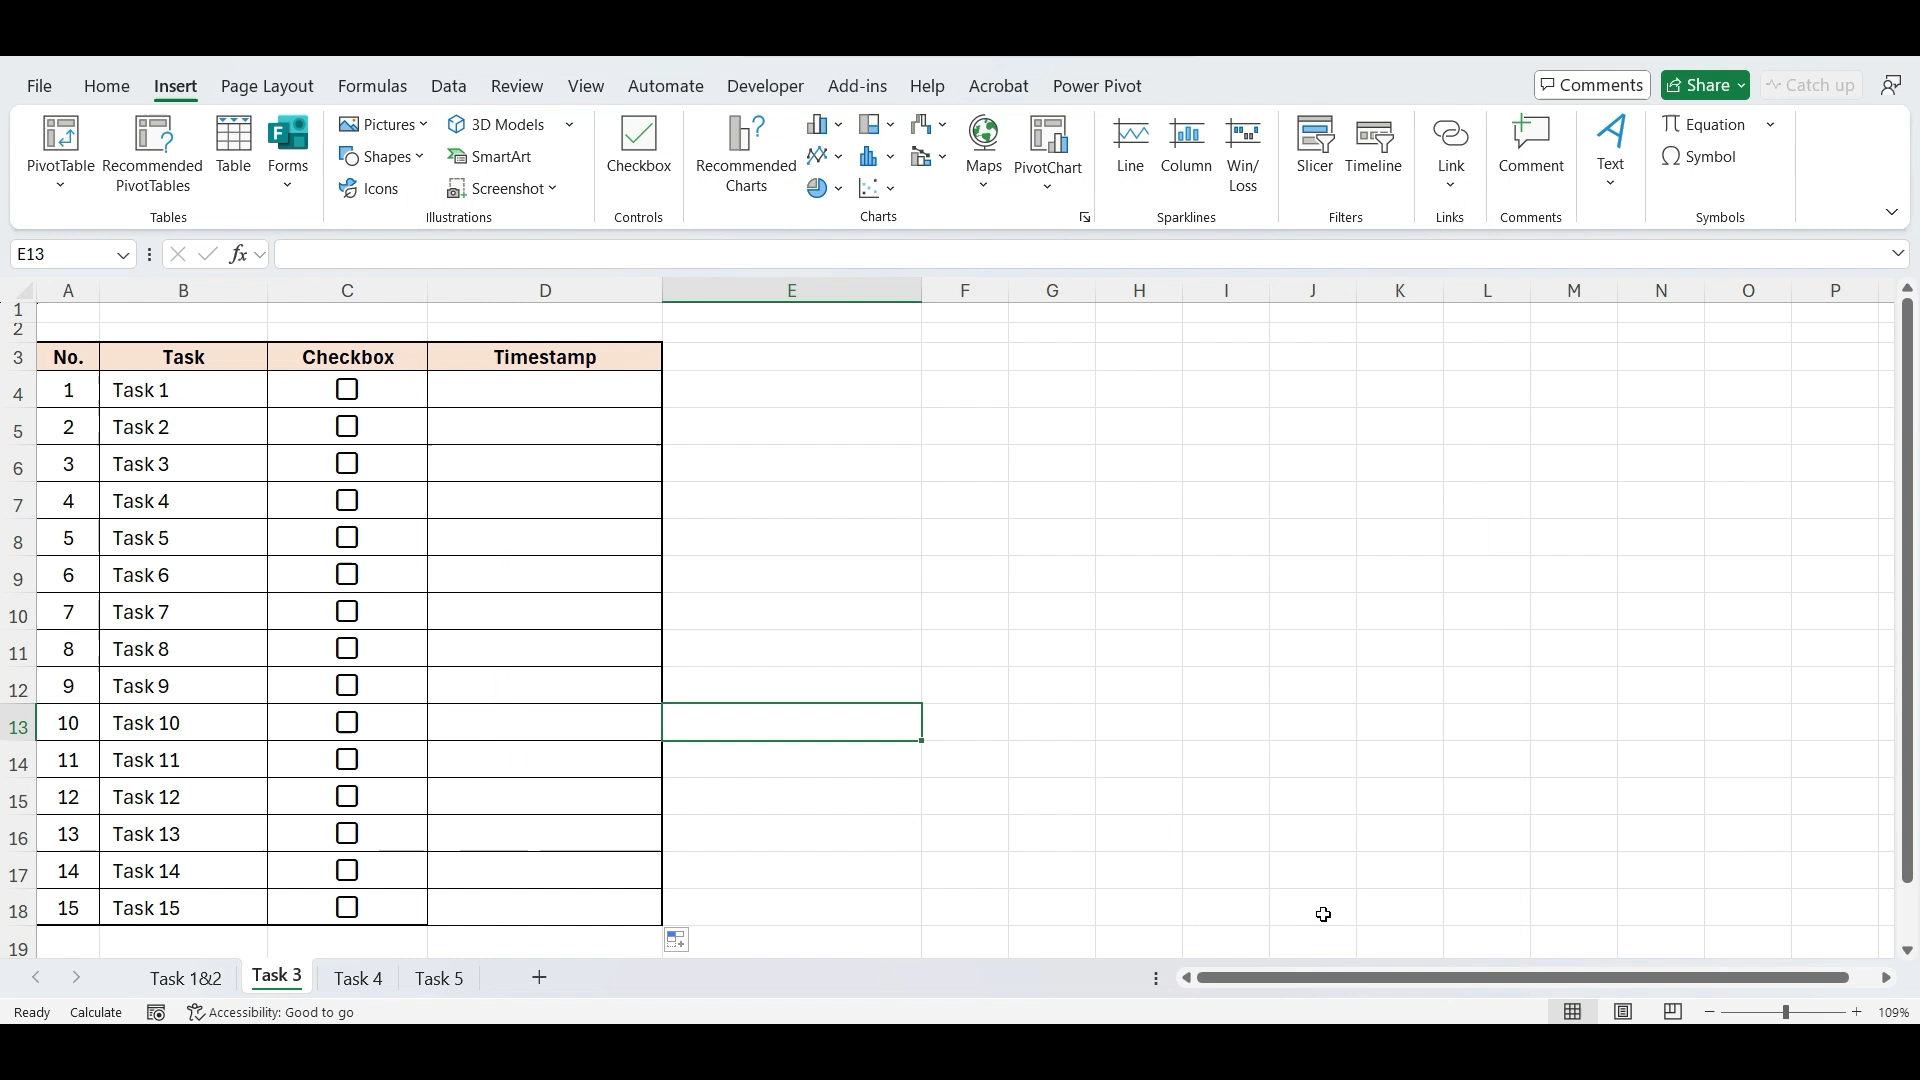 File Home Insert Page Layout Formulas Data Review View Automate Developer Add-ins Help Acrobat Power Pivot Comments Share Catch up
Pictures 3D Models Equation
Shapes SmartArt Symbol
Icons Screenshot
PivotTable Recommended PivotTables Table Forms Checkbox Recommended Charts Maps PivotChart Line Column Win/Loss Slicer Timeline Link Comment Text
Tables Illustrations Controls Charts Sparklines Filters Links Comments Symbols
E13 fx
A B C D E F G H I J K L M N O P
1
2
3 No. Task Checkbox Timestamp
4 1 Task 1
5 2 Task 2
6 3 Task 3
7 4 Task 4
8 5 Task 5
9 6 Task 6
10 7 Task 7
11 8 Task 8
12 9 Task 9
13 10 Task 10
14 11 Task 11
15 12 Task 12
16 13 Task 13
17 14 Task 14
18 15 Task 15
19
Task 1&2 Task 3 Task 4 Task 5
Ready Calculate Accessibility: Good to go 109%